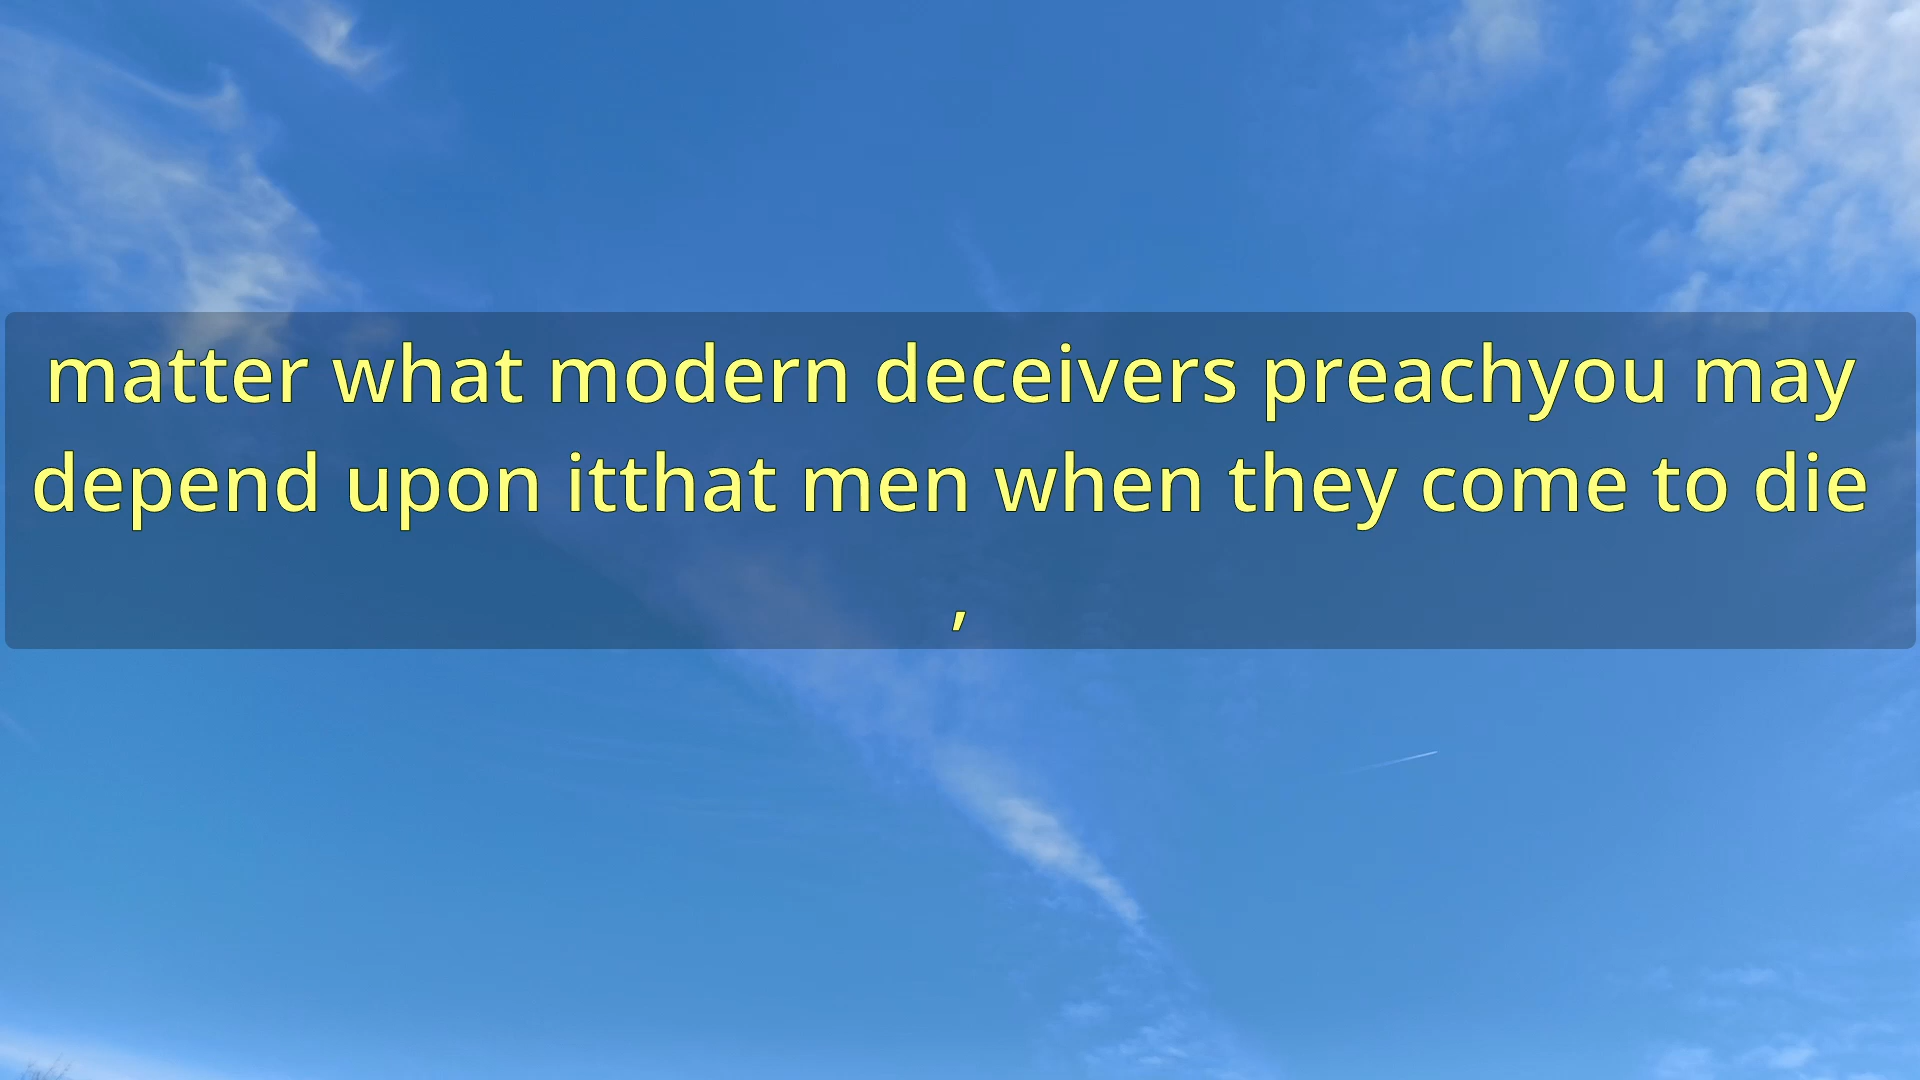 matter what modern deceivers preachyou may
depend upon itthat men when they come to die
,